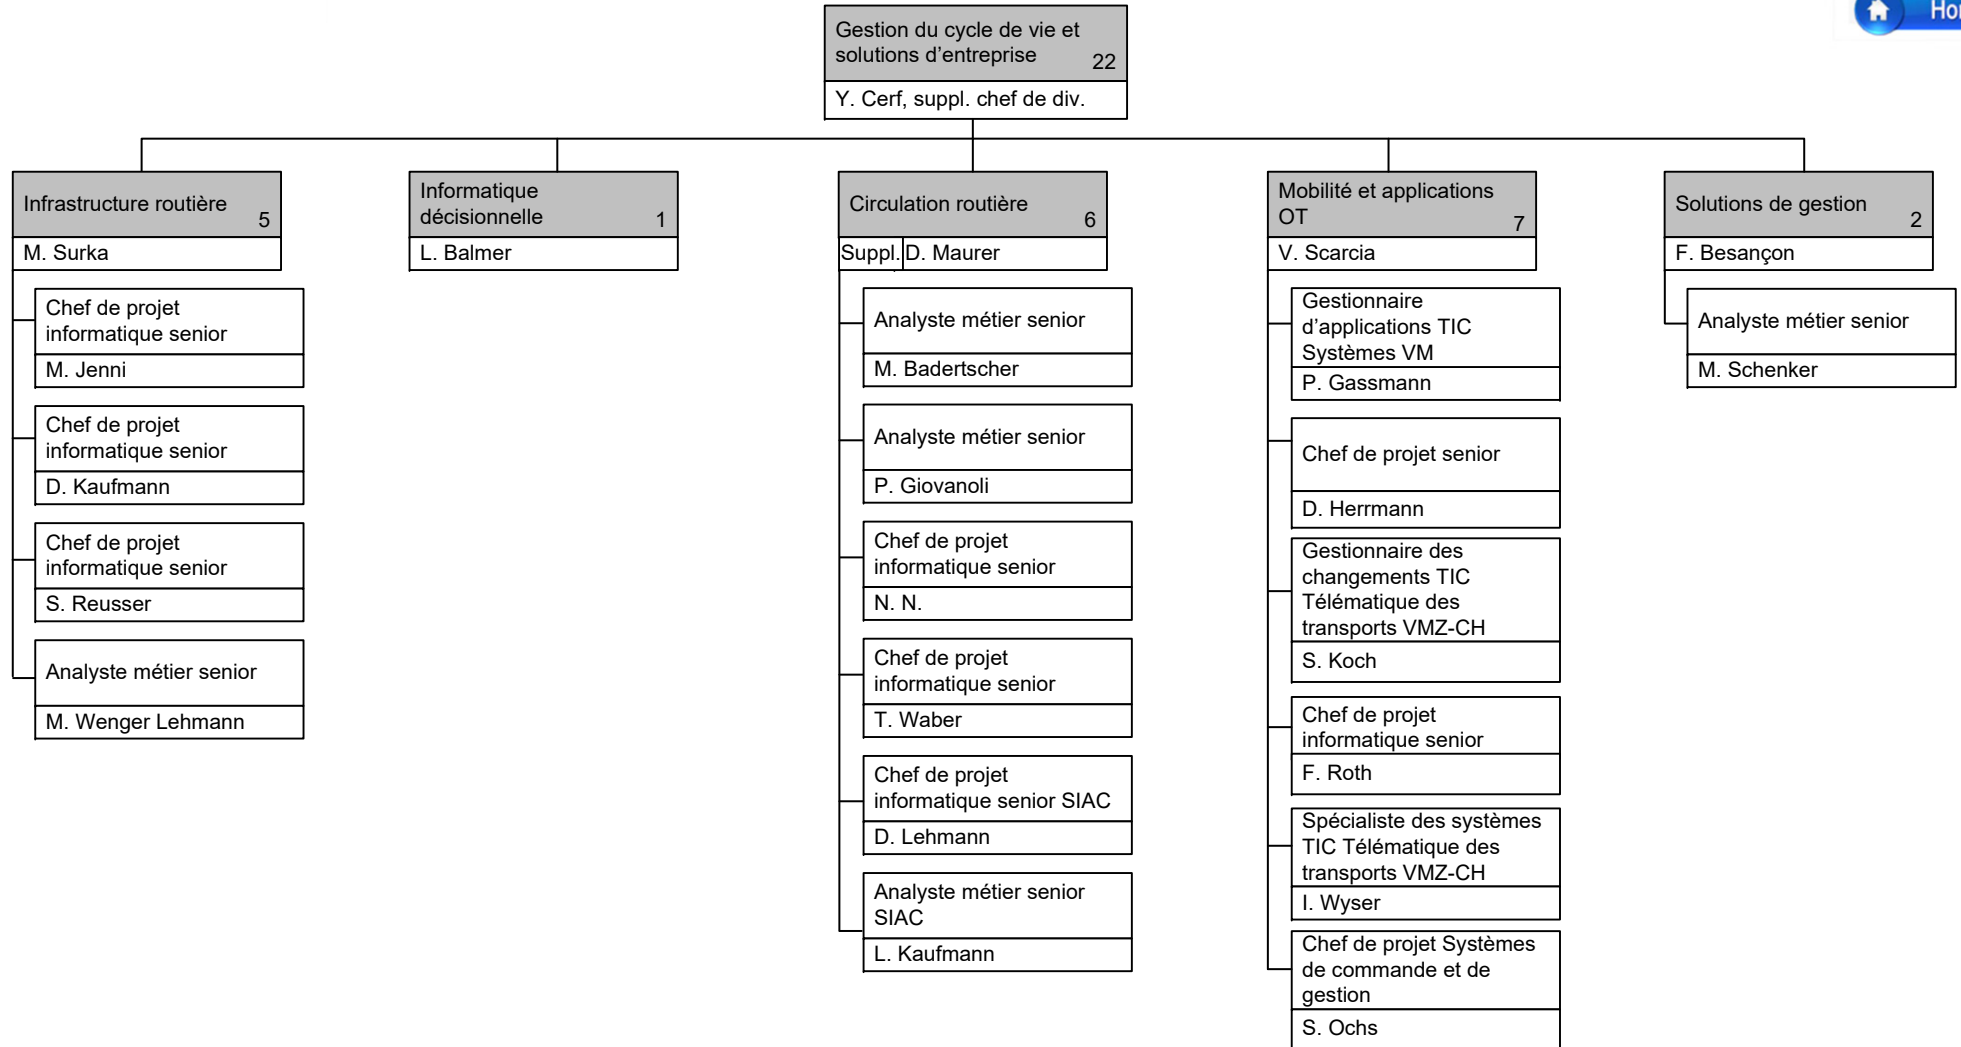 Gestion du cycle de vie et
solutions d’entreprise
22
Y. Cerf, suppl. chef de div.
Infrastructure routière
5
M. Surka
Chef de projet
informatique senior
M. Jenni
Chef de projet
informatique senior
D. Kaufmann
Chef de projet
informatique senior
S. Reusser
Analyste métier senior
M. Wenger Lehmann
Informatique
décisionnelle
1
L. Balmer
Circulation routière
6
Suppl. D. Maurer
Analyste métier senior
M. Badertscher
Analyste métier senior
P. Giovanoli
Chef de projet
informatique senior
N. N.
Chef de projet
informatique senior
T. Waber
Chef de projet
informatique senior SIAC
D. Lehmann
Analyste métier senior
SIAC
L. Kaufmann
Mobilité et applications
OT
7
V. Scarcia
Gestionnaire
d’applications TIC
Systèmes VM
P. Gassmann
Chef de projet senior
D. Herrmann
Gestionnaire des
changements TIC
Télématique des
transports VMZ-CH
S. Koch
Chef de projet
informatique senior
F. Roth
Spécialiste des systèmes
TIC Télématique des
transports VMZ-CH
I. Wyser
Chef de projet Systèmes
de commande et de
gestion
S. Ochs
Solutions de gestion
2
F. Besançon
Analyste métier senior
M. Schenker